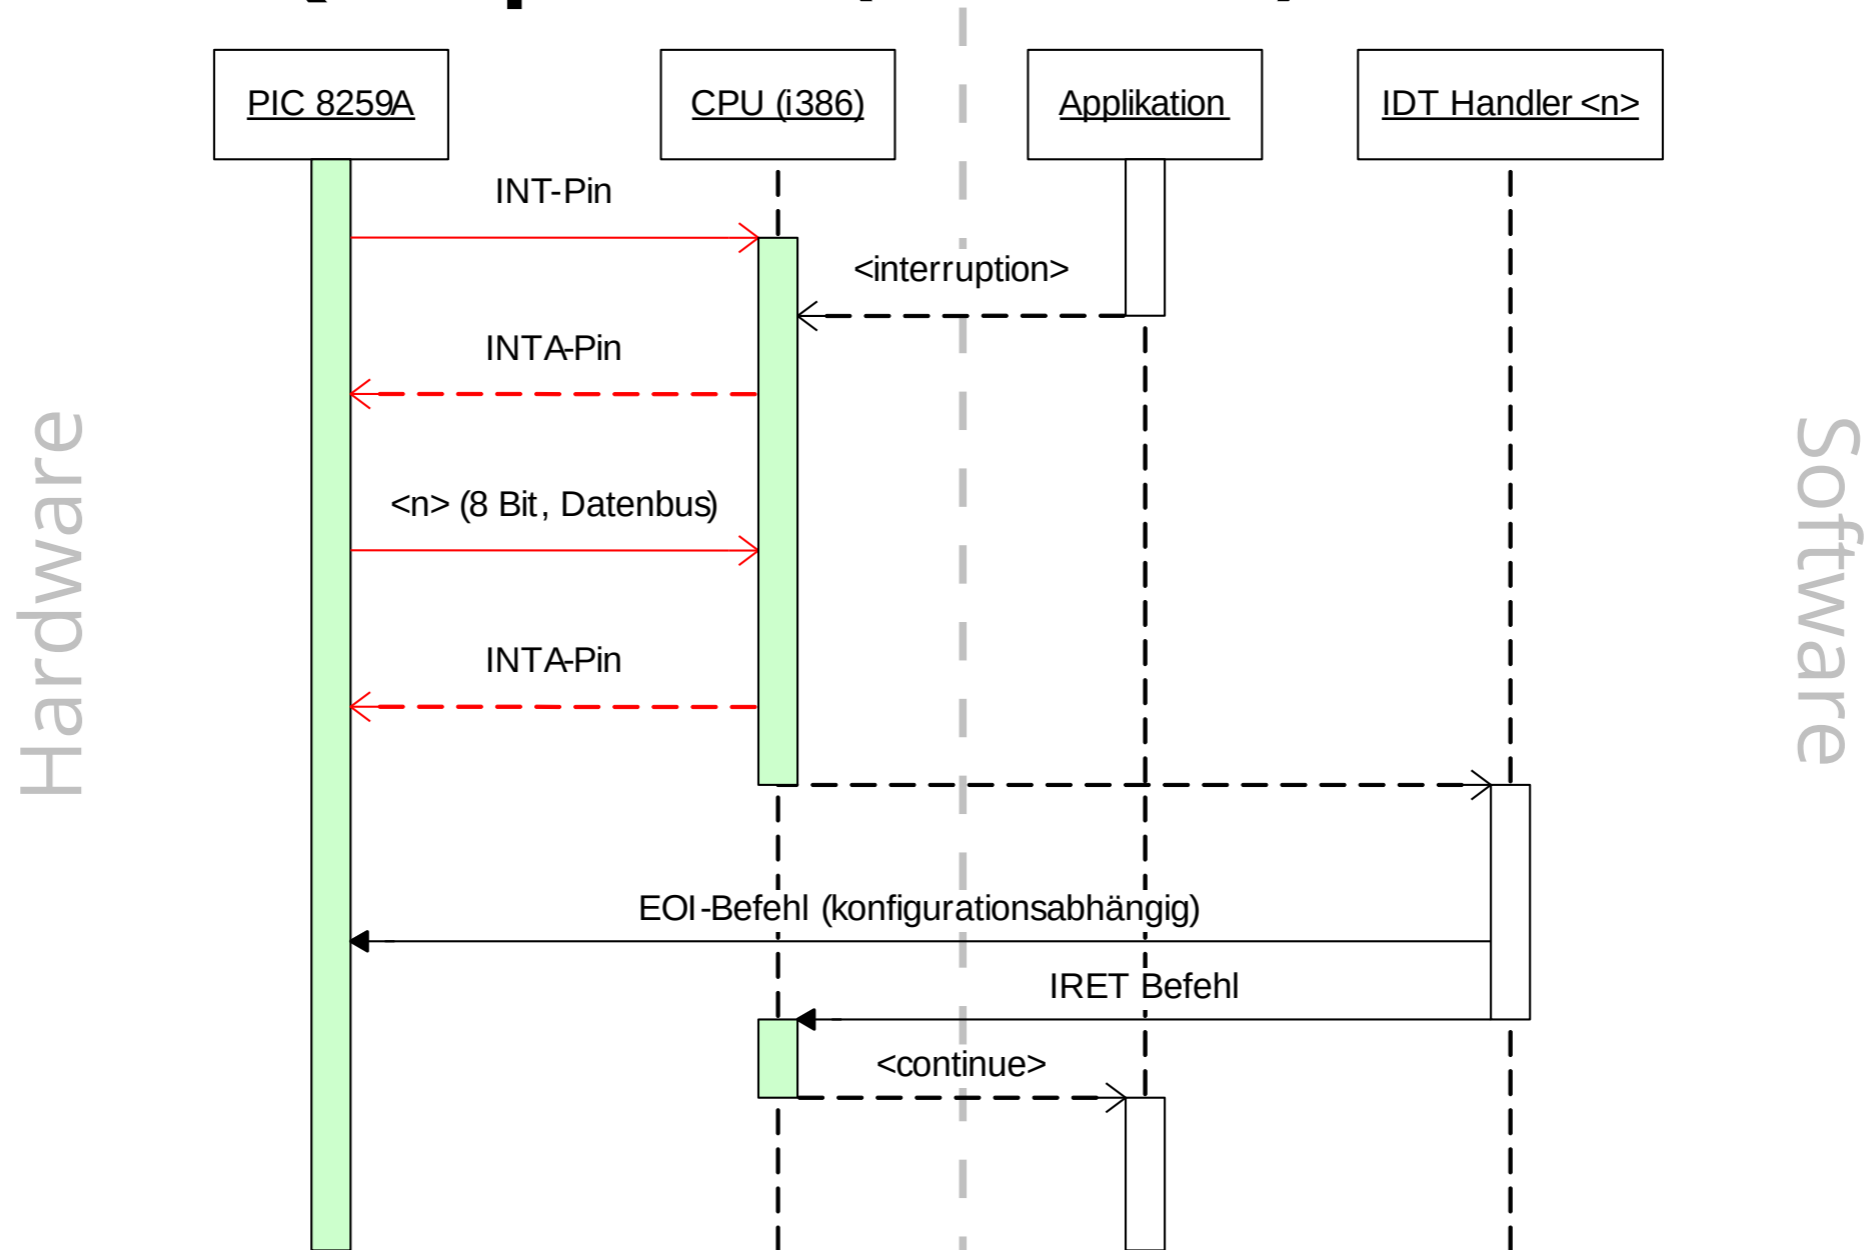 PIC 8259A
CPU (i386)
Applikation
IDT Handler <n>
INT-Pin
<interruption>
INTA-Pin
<n> (8 Bit, Datenbus)
INTA-Pin
EOI-Befehl (konfigurationsabhängig)
IRET Befehl
<continue>
Hardware
Software